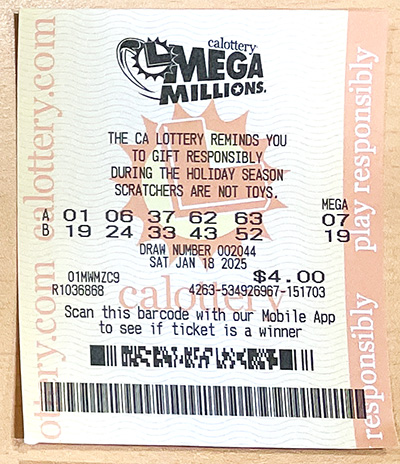 calottery
MEGA
MILLIONS.
THE CA LOTTERY REMINDS YOU
TO GIFT RESPONSIBLY
DURING THE HOLIDAY SEASON
SCRATCHERS ARE NOT TOYS.
MEGA
A 01 06 37 62 63 07
B 19 24 33 43 52 19
DRAW NUMBER 002044
SAT JAN 18 2025
01MWMZC9 $4.00
R1036868 4263-534926967-151703
calottery
Scan this barcode with our Mobile App
to see if ticket is a winner
ottery.com calottery.com
play responsibly
responsibly